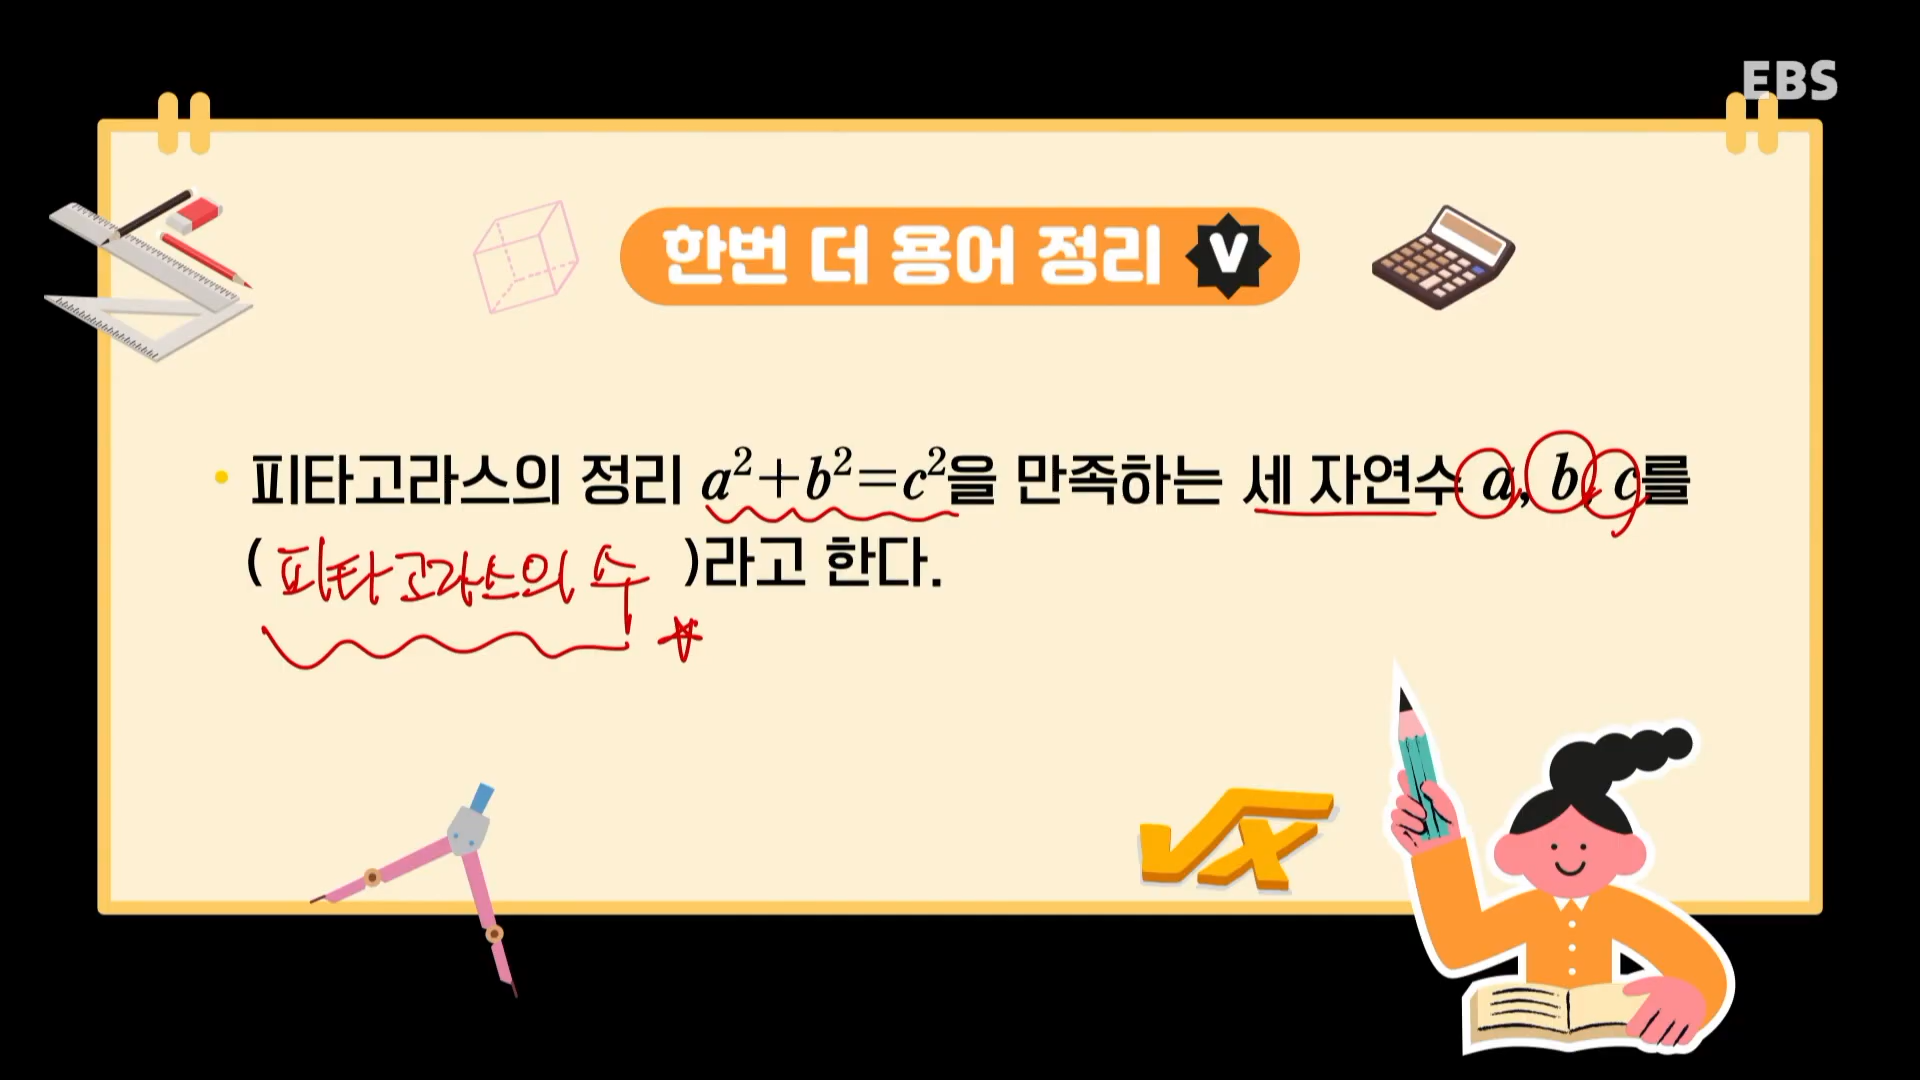 EBS
한번 더 용어 정리 V
• 피타고라스의 정리 a²+b²=c²을 만족하는 세 자연수 a, b, c를
( 피타고라스의 수 )라고 한다.
√x